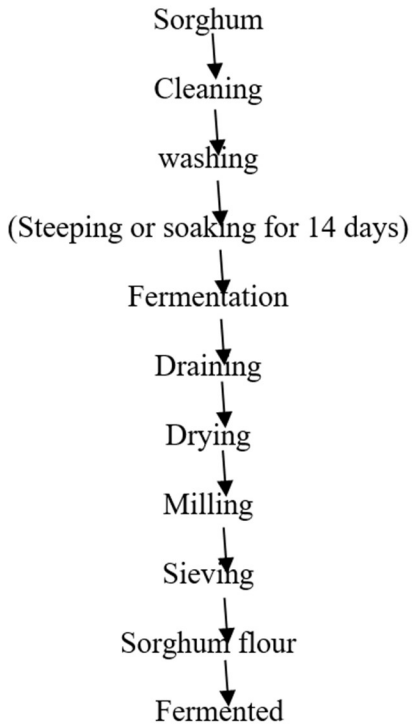 Sorghum
Cleaning
washing
(Steeping or soaking for 14 days)
Fermentation
Draining
Drying
Milling
Sieving
Sorghum flour
Fermented